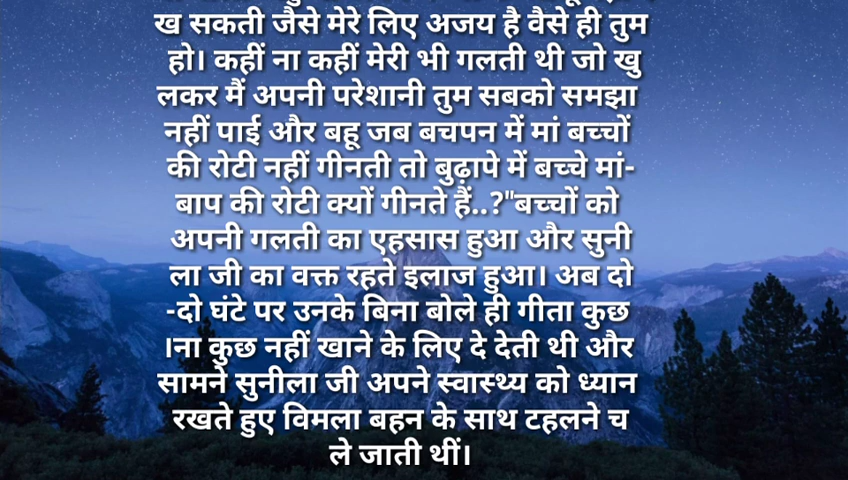 ख सकती जैसे मेरे लिए अजय है वैसे ही तुम
हो। कहीं ना कहीं मेरी भी गलती थी जो खु
लकर मैं अपनी परेशानी तुम सबको समझा
नहीं पाई और बहू जब बचपन में मां बच्चों
की रोटी नहीं गीनती तो बुढ़ापे में बच्चे मां-
बाप की रोटी क्यों गीनते हैं..?"बच्चों को
अपनी गलती का एहसास हुआ और सुनी
ला जी का वक्त रहते इलाज हुआ। अब दो
-दो घंटे पर उनके बिना बोले ही गीता कुछ
।ना कुछ नहीं खाने के लिए दे देती थी और
सामने सुनीला जी अपने स्वास्थ्य को ध्यान
रखते हुए विमला बहन के साथ टहलने च
ले जाती थीं।